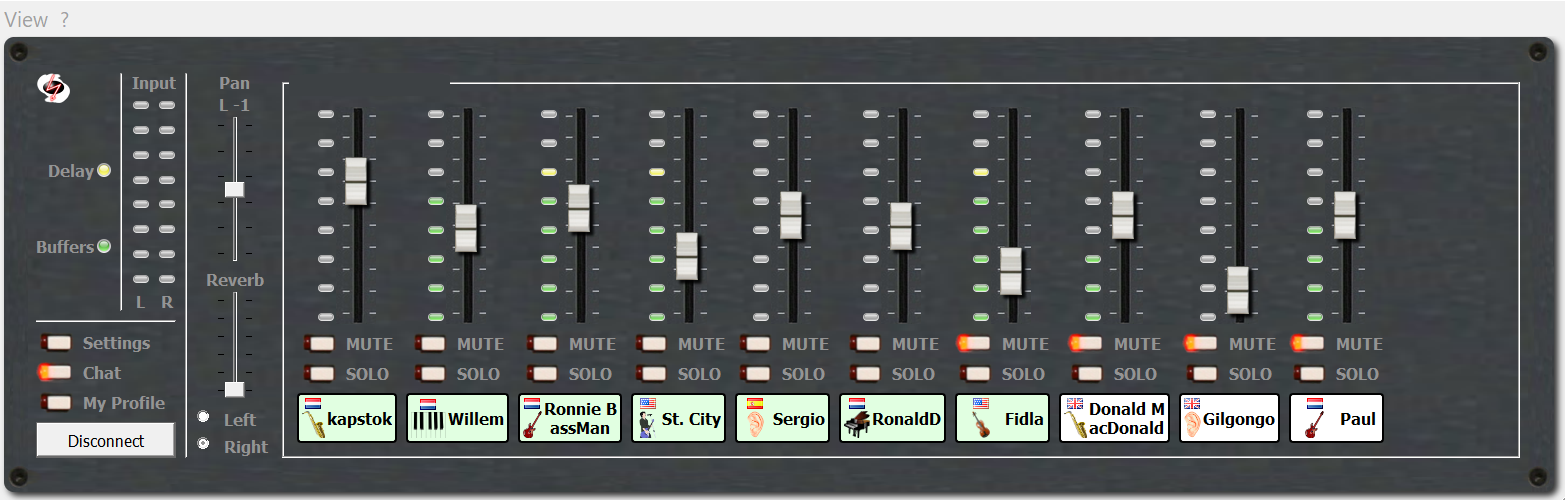 View ?
Input
Pan
L -1
Delay
Buffers
L R
Reverb
Settings
Chat
My Profile
Disconnect
Left
Right
MUTE MUTE MUTE MUTE MUTE MUTE MUTE MUTE MUTE MUTE
SOLO SOLO SOLO SOLO SOLO SOLO SOLO SOLO SOLO SOLO
kapstok
Willem
Ronnie B
assMan
St. City
Sergio
RonaldD
Fidla
Donald M
acDonald
Gilgongo
Paul